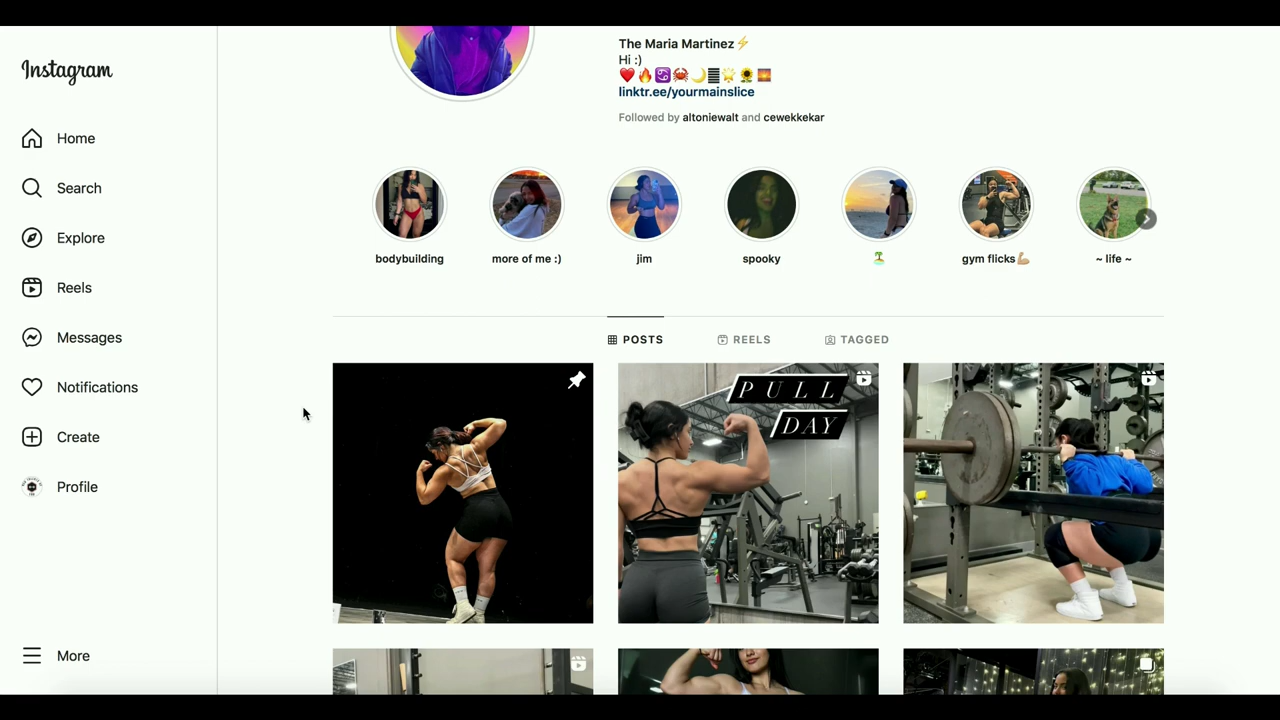 Instagram
Home
Search
Explore
Reels
Messages
Notifications
Create
Profile
More
The Maria Martinez⚡
Hi :)
❤️🔥♋🦀🌙🌟🌻🌅
linktr.ee/yourmainslice
Followed by altoniewalt and cewekkekar
bodybuilding
more of me :)
jim
spooky
🏝️
gym flicks💪🏽
~ life ~
POSTS
REELS
TAGGED
PULL
DAY